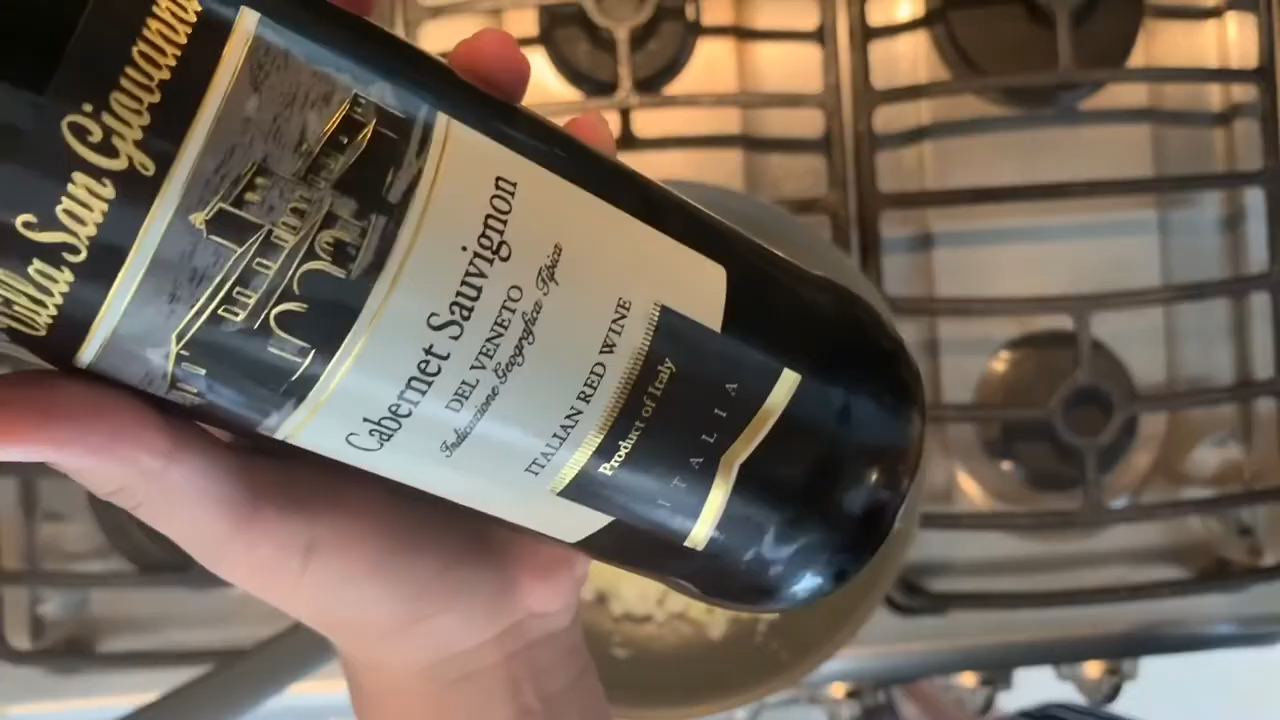 Villa San Giovanni
Cabernet Sauvignon
DEL VENETO
Indicazione Geografica Tipica
ITALIAN RED WINE
Product of Italy
ITALIA